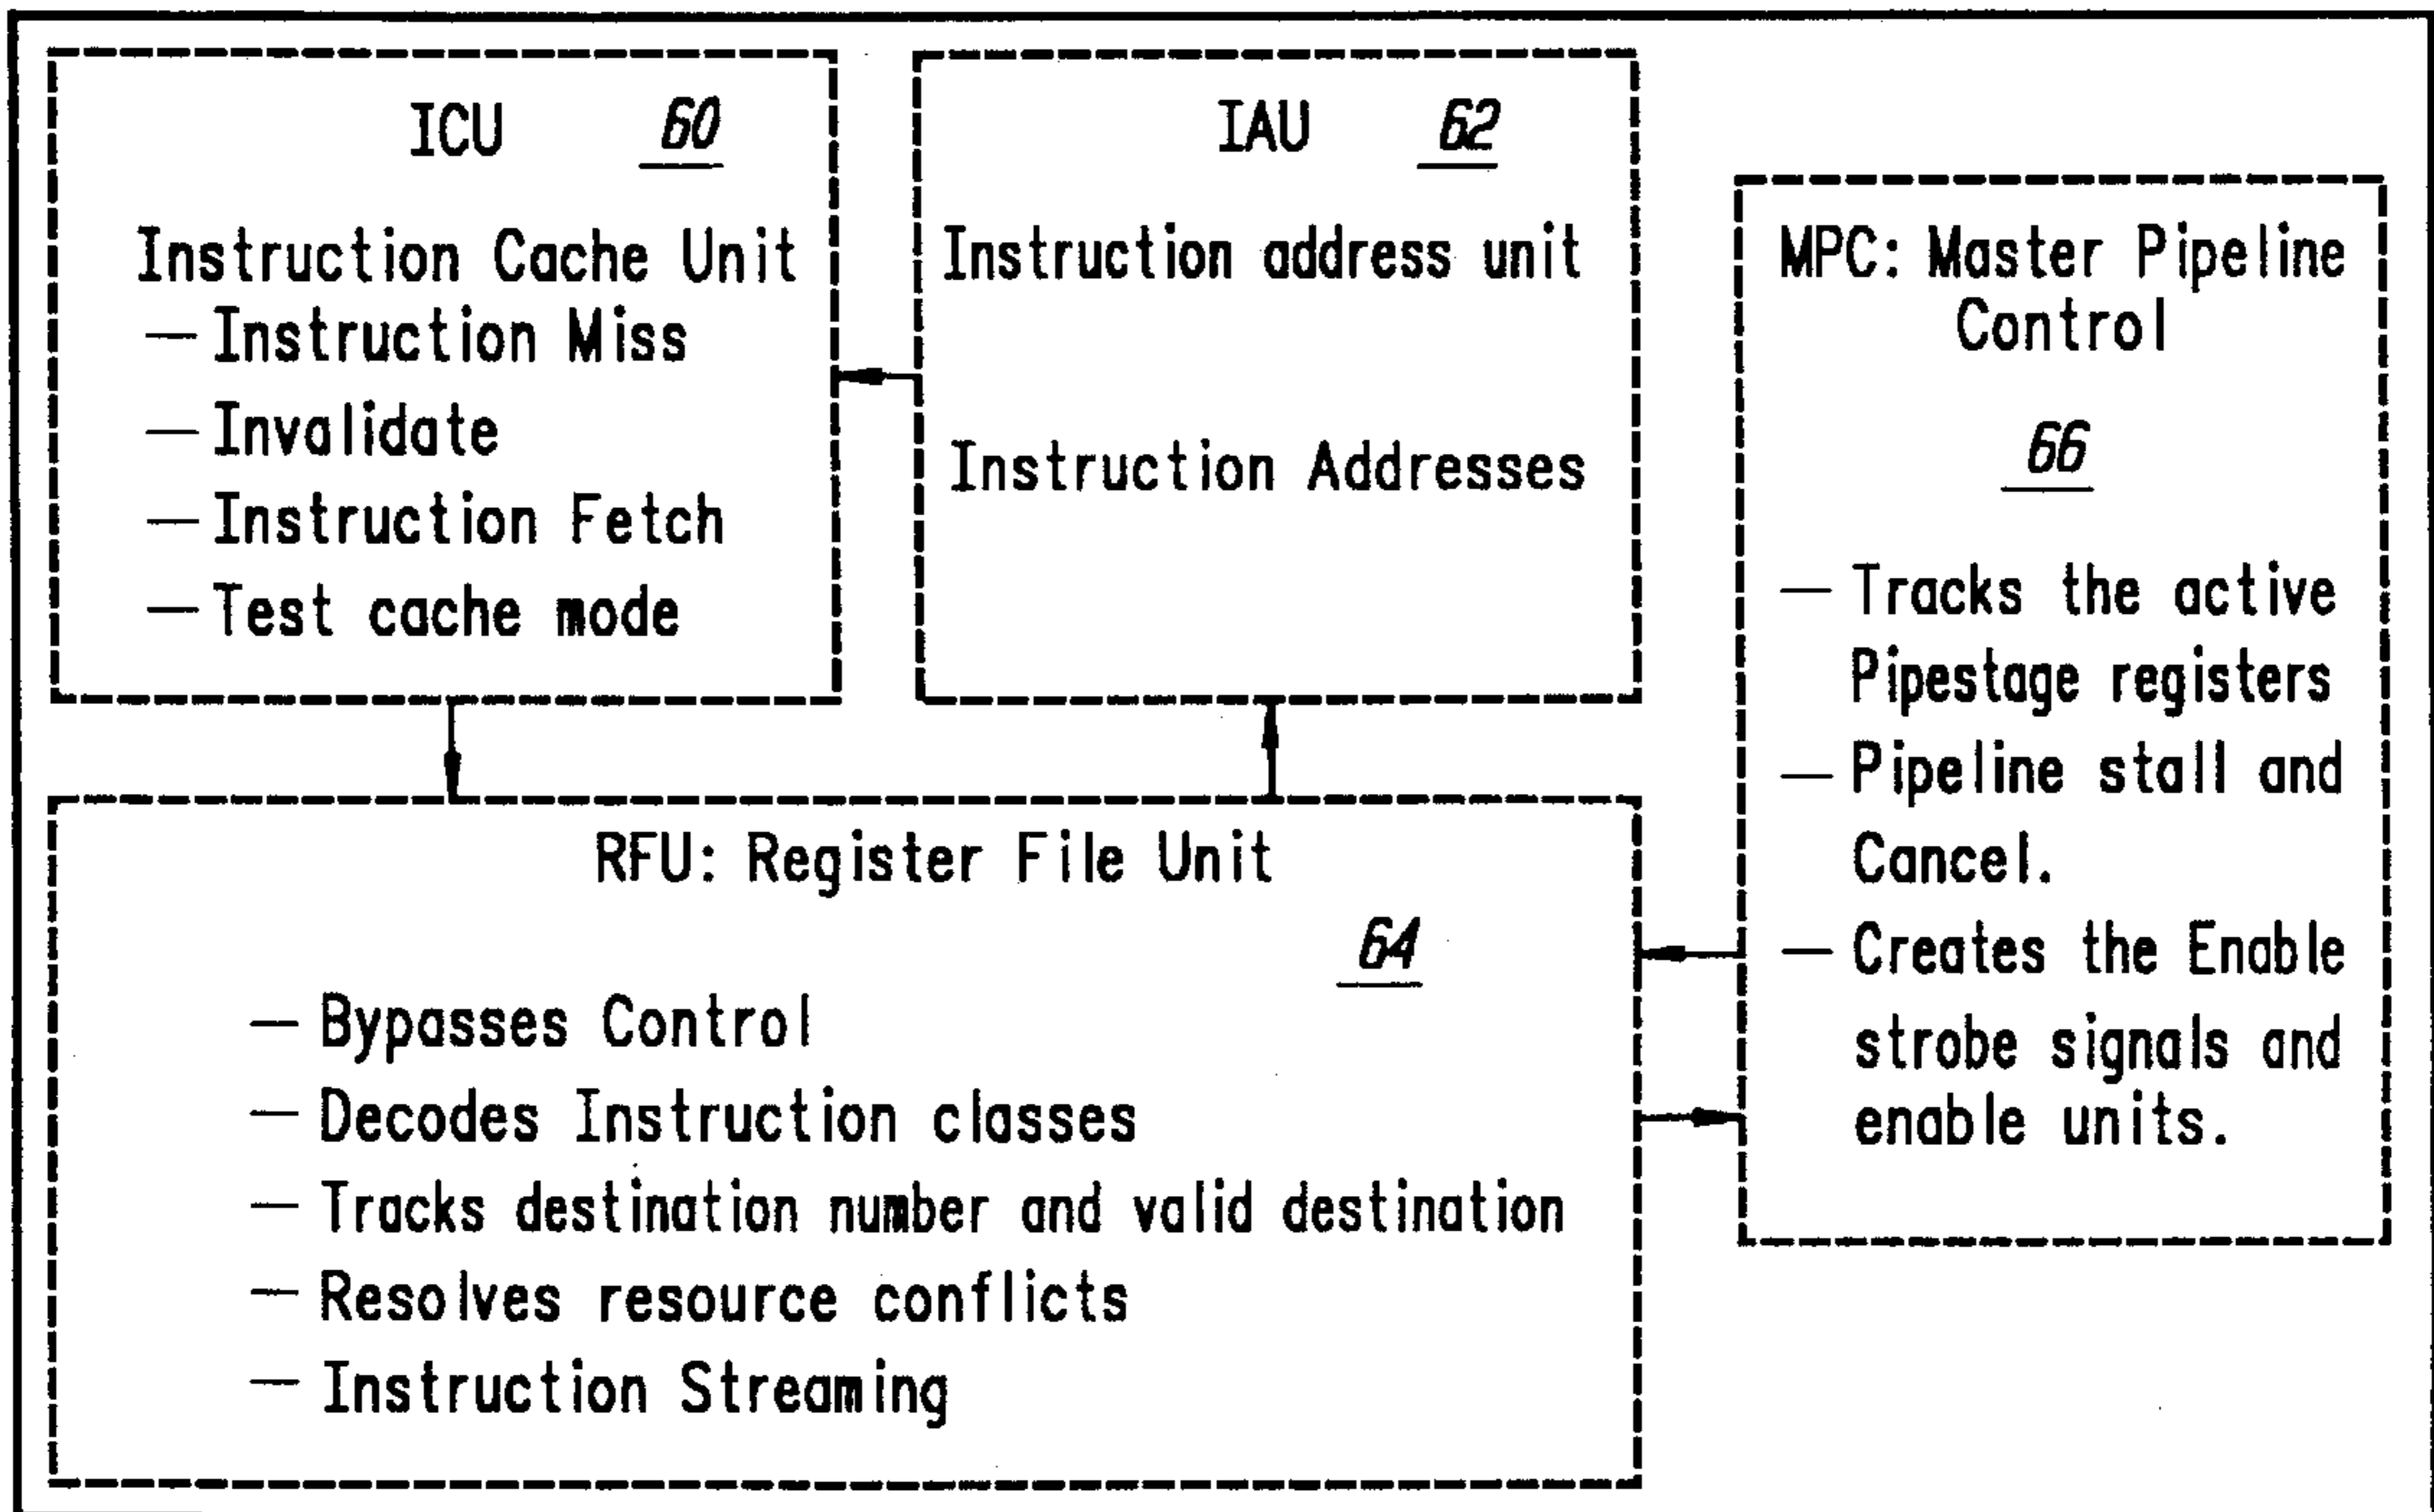 ICU 60
Instruction Cache Unit
— Instruction Miss
— Invalidate
— Instruction Fetch
— Test cache mode
IAU 62
Instruction address unit
Instruction Addresses
MPC: Master Pipeline
Control
66
— Tracks the active
Pipestage registers
— Pipeline stall and
Cancel.
— Creates the Enable
strobe signals and
enable units.
RFU: Register File Unit
64
— Bypasses Control
— Decodes Instruction classes
— Tracks destination number and valid destination
— Resolves resource conflicts
— Instruction Streaming